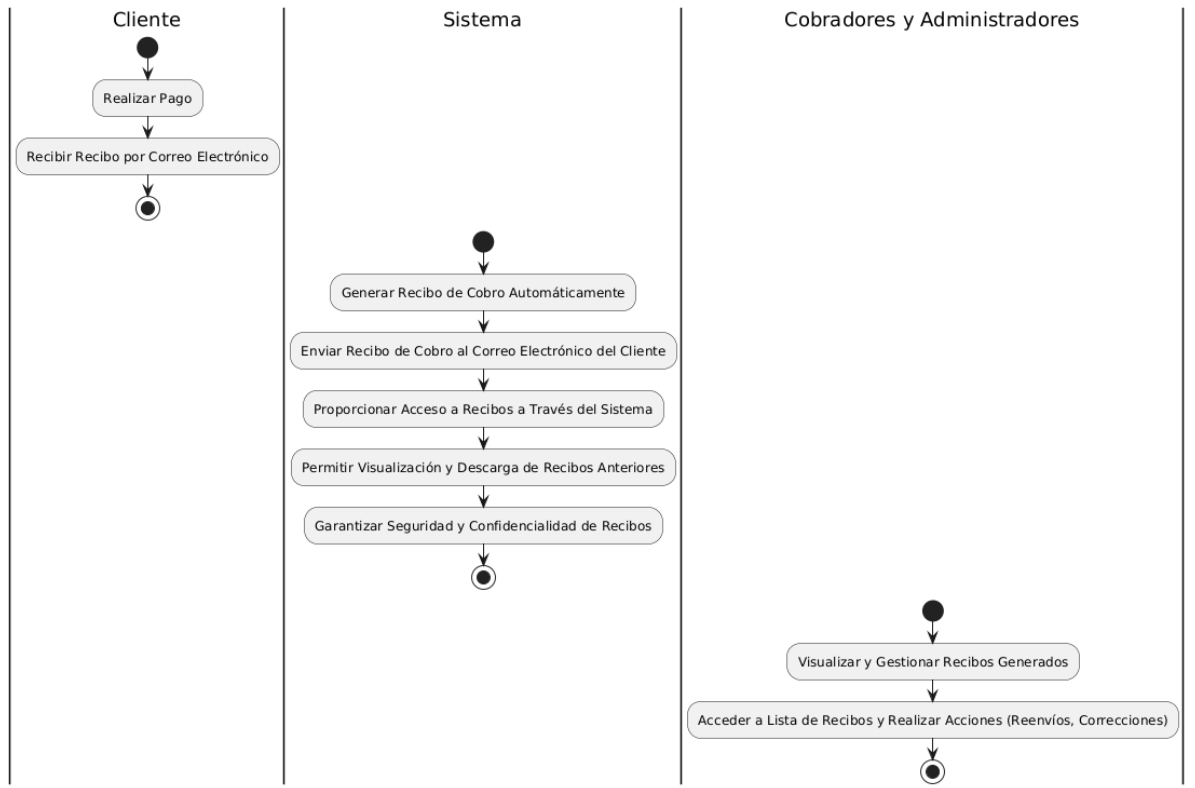 Cliente
Sistema
Cobradores y Administradores
Realizar Pago
Recibir Recibo por Correo Electrónico
Generar Recibo de Cobro Automáticamente
Enviar Recibo de Cobro al Correo Electrónico del Cliente
Proporcionar Acceso a Recibos a Través del Sistema
Permitir Visualización y Descarga de Recibos Anteriores
Garantizar Seguridad y Confidencialidad de Recibos
Visualizar y Gestionar Recibos Generados
Acceder a Lista de Recibos y Realizar Acciones (Reenvíos, Correcciones)